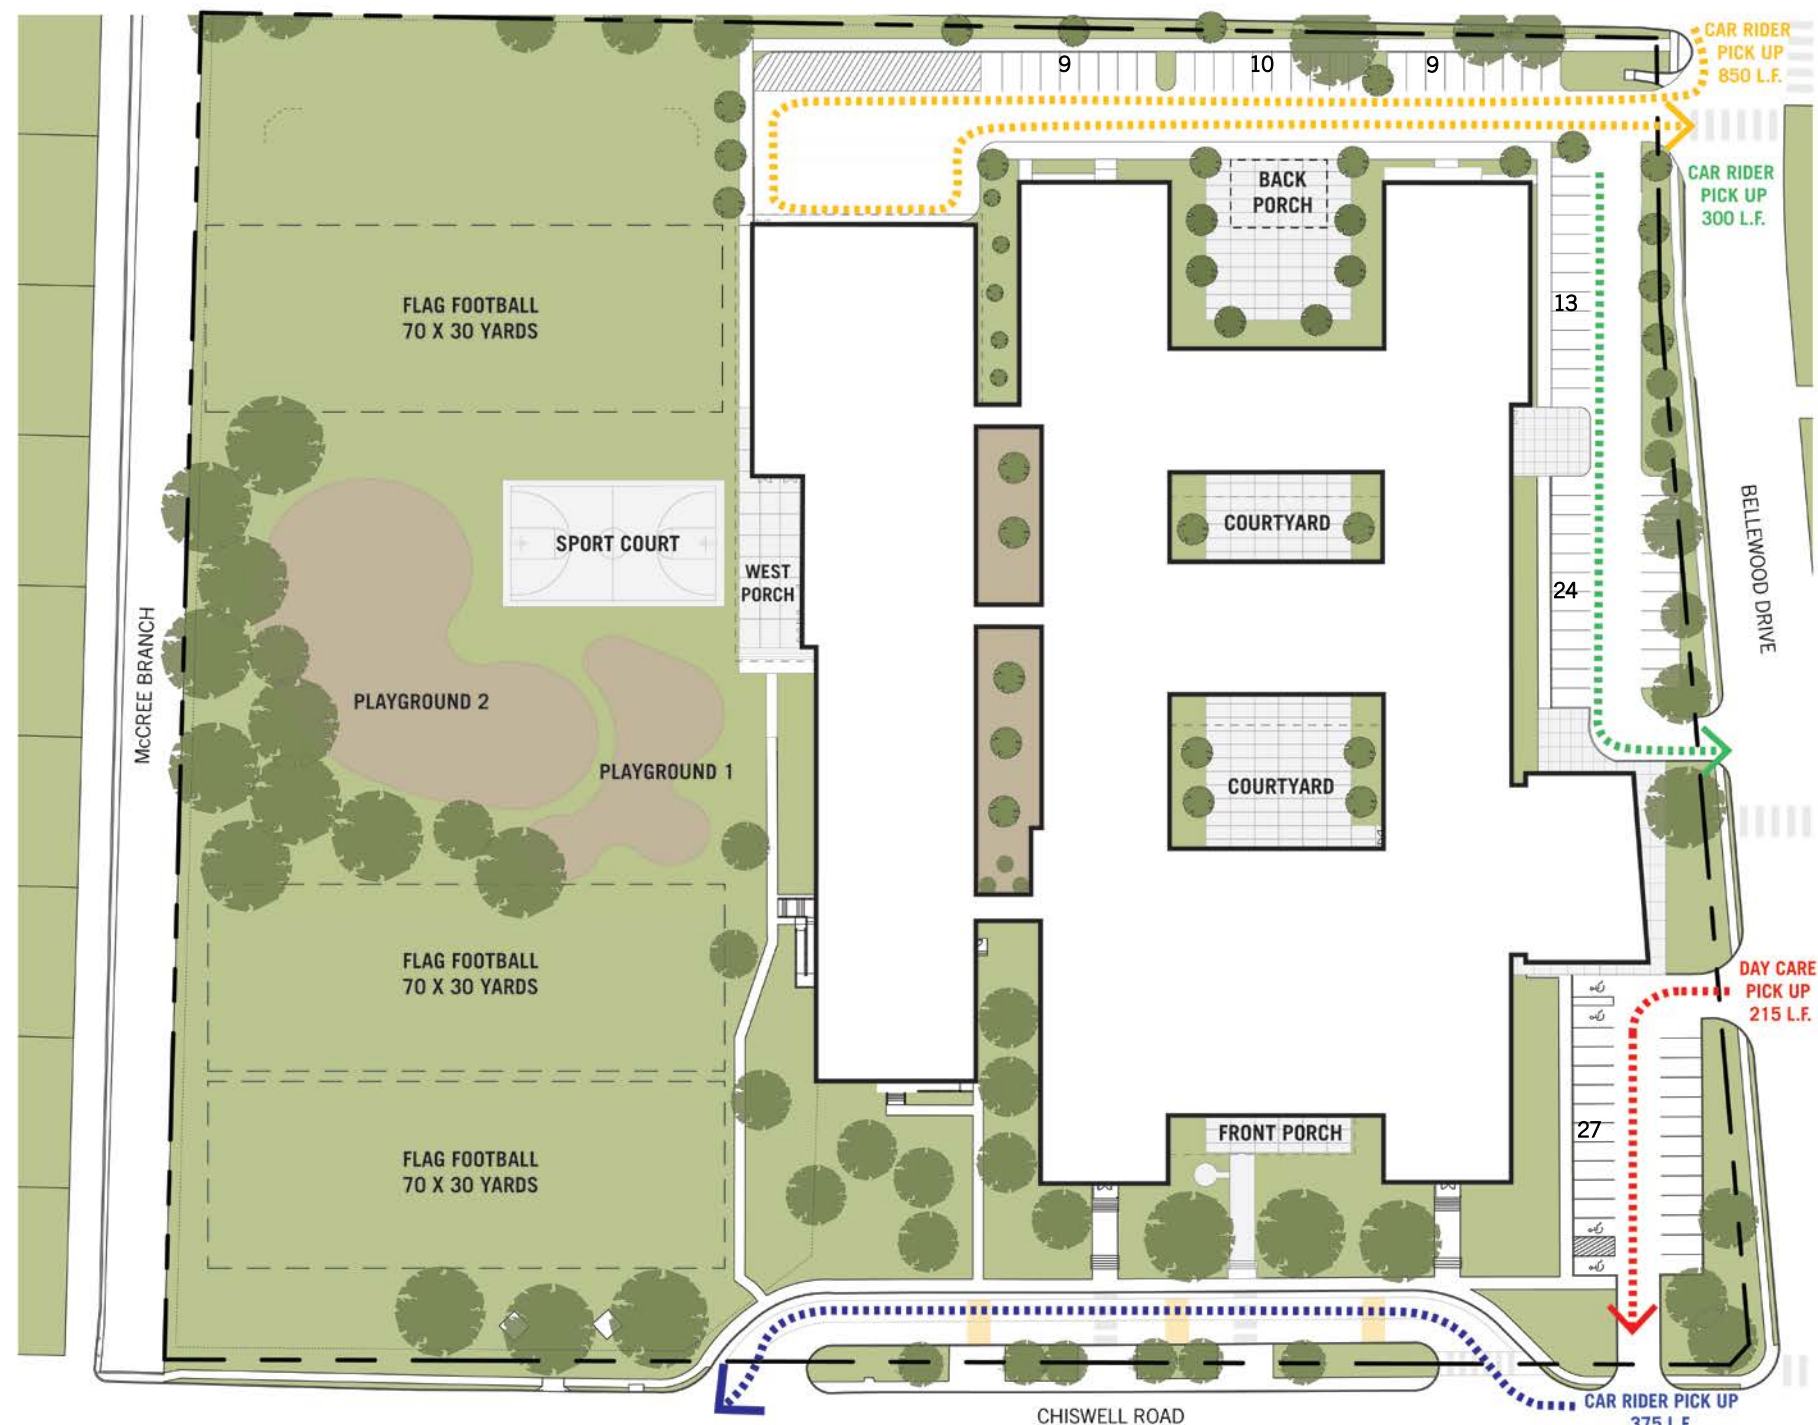 CAR RIDER
PICK UP
850 L.F.
9
10
9
CAR RIDER
PICK UP
300 L.F.
BACK
PORCH
FLAG FOOTBALL
70 X 30 YARDS
13
SPORT COURT
COURTYARD
BELLEWOOD DRIVE
WEST
PORCH
24
McCREE BRANCH
PLAYGROUND 2
PLAYGROUND 1
COURTYARD
FLAG FOOTBALL
70 X 30 YARDS
DAY CARE
PICK UP
215 L.F.
27
FRONT PORCH
FLAG FOOTBALL
70 X 30 YARDS
CAR RIDER PICK UP
375 L.F.
CHISWELL ROAD